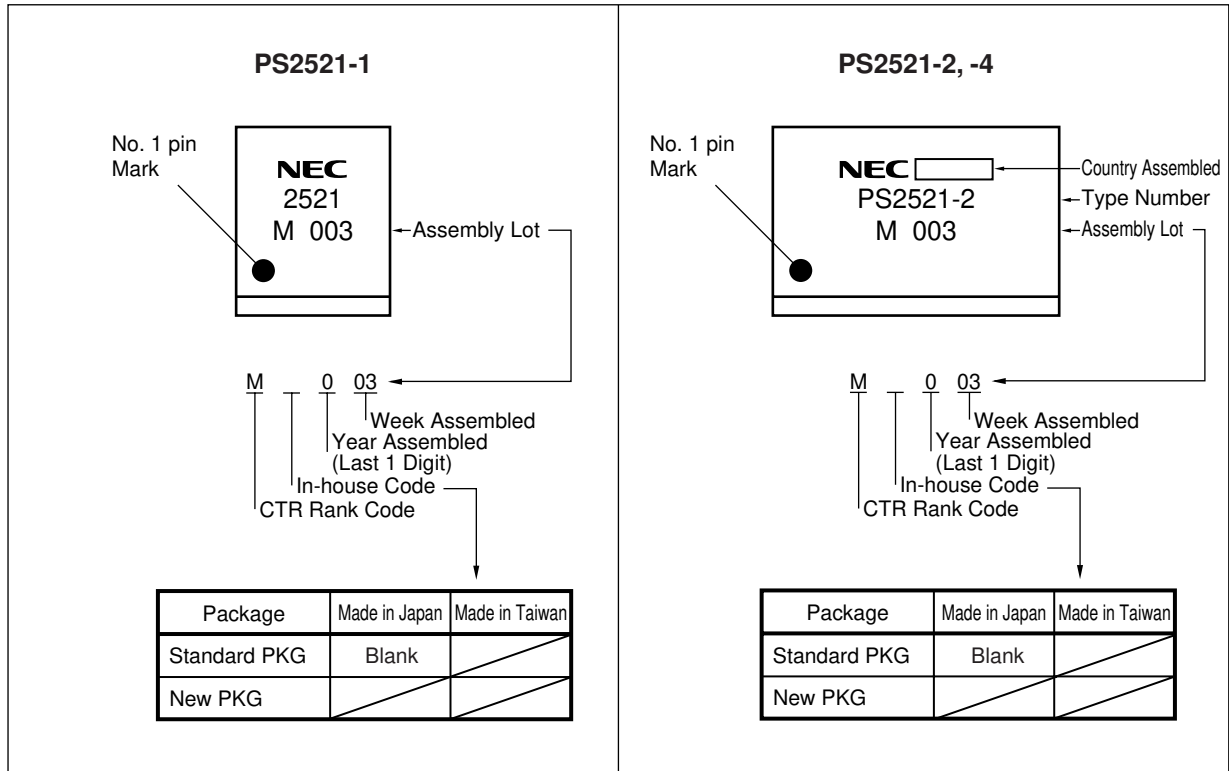 PS2521-1
No. 1 pin
Mark
NEC
2521
M 003
Assembly Lot
M 0 03
Week Assembled
Year Assembled
(Last 1 Digit)
In-house Code
CTR Rank Code
Package Made in Japan Made in Taiwan
Standard PKG Blank
New PKG
PS2521-2, -4
No. 1 pin
Mark
NEC
Country Assembled
PS2521-2
Type Number
M 003
Assembly Lot
M 0 03
Week Assembled
Year Assembled
(Last 1 Digit)
In-house Code
CTR Rank Code
Package Made in Japan Made in Taiwan
Standard PKG Blank
New PKG